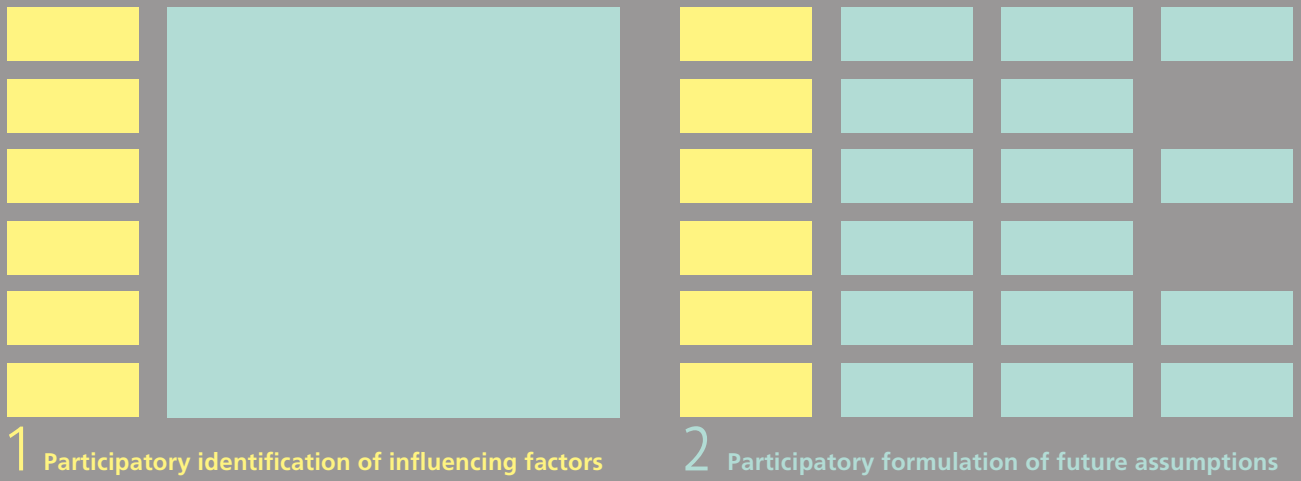 1 Participatory identification of influencing factors
2 Participatory formulation of future assumptions